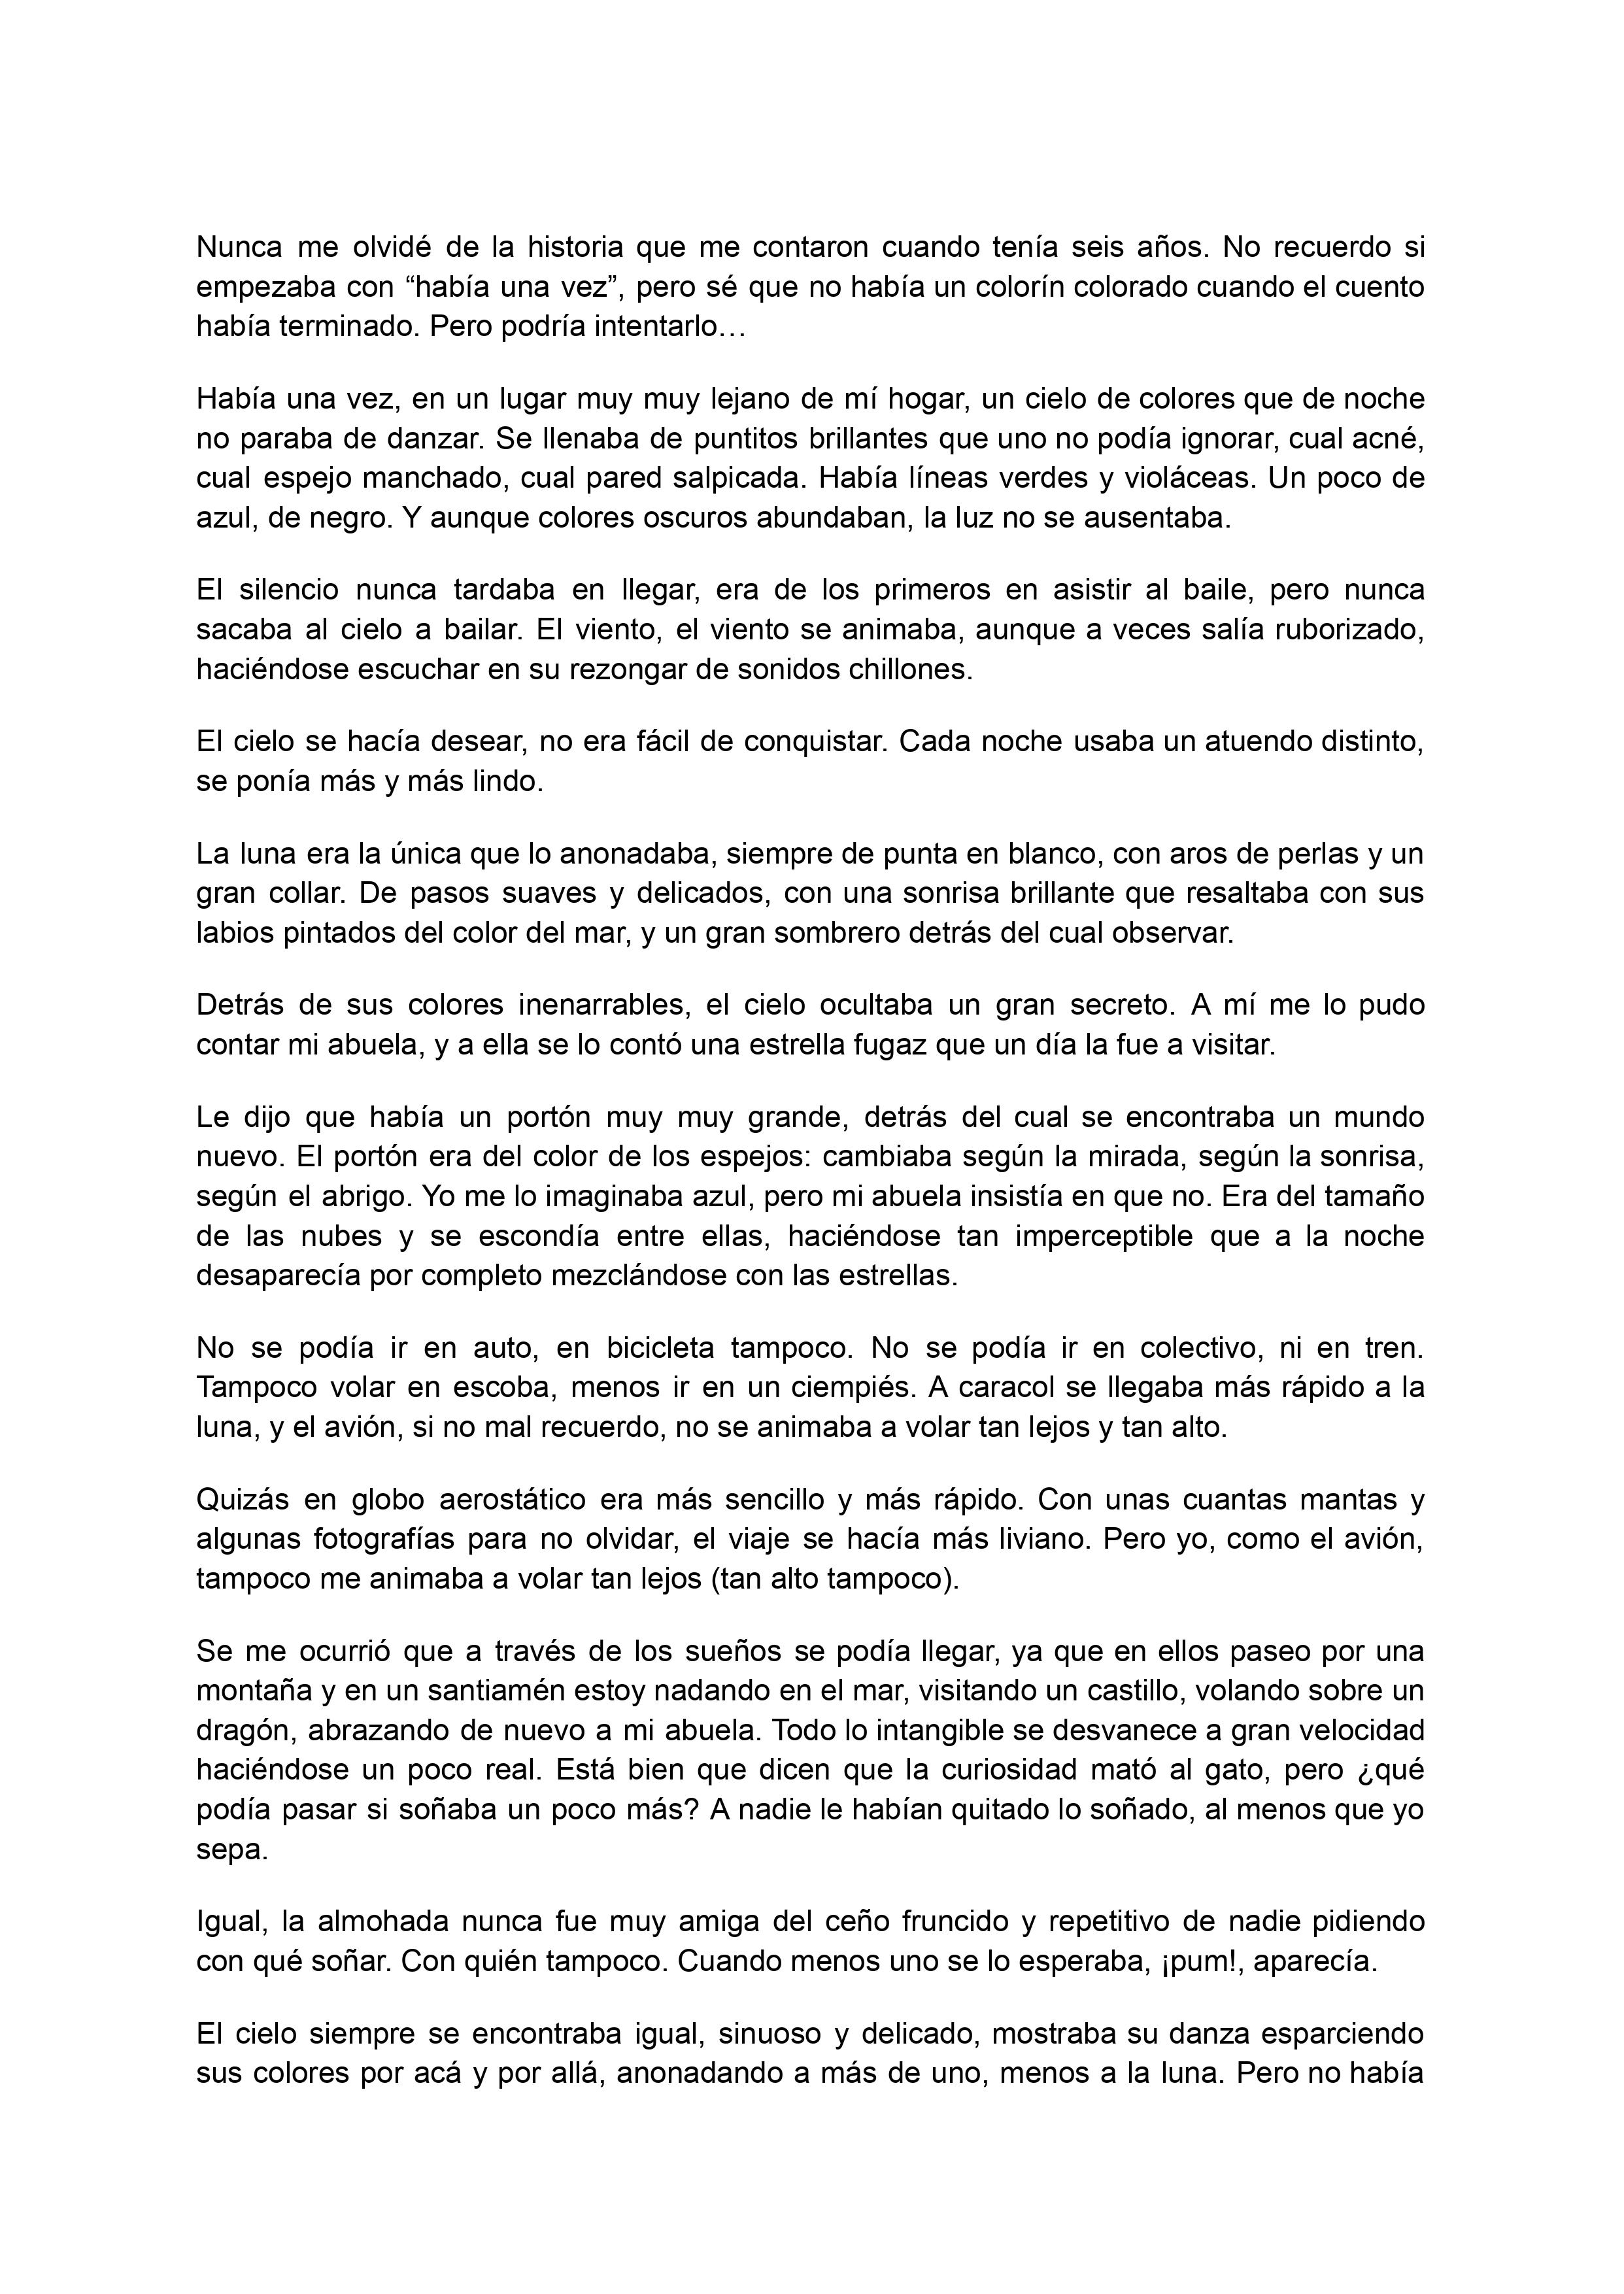 Nunca me olvidé de la historia que me contaron cuando tenía seis años. No recuerdo si
empezaba con “había una vez”, pero sé que no había un colorín colorado cuando el cuento
había terminado. Pero podría intentarlo…
Había una vez, en un lugar muy muy lejano de mí hogar, un cielo de colores que de noche
no paraba de danzar. Se llenaba de puntitos brillantes que uno no podía ignorar, cual acné,
cual espejo manchado, cual pared salpicada. Había líneas verdes y violáceas. Un poco de
azul, de negro. Y aunque colores oscuros abundaban, la luz no se ausentaba.
El silencio nunca tardaba en llegar, era de los primeros en asistir al baile, pero nunca
sacaba al cielo a bailar. El viento, el viento se animaba, aunque a veces salía ruborizado,
haciéndose escuchar en su rezongar de sonidos chillones.
El cielo se hacía desear, no era fácil de conquistar. Cada noche usaba un atuendo distinto,
se ponía más y más lindo.
La luna era la única que lo anonadaba, siempre de punta en blanco, con aros de perlas y un
gran collar. De pasos suaves y delicados, con una sonrisa brillante que resaltaba con sus
labios pintados del color del mar, y un gran sombrero detrás del cual observar.
Detrás de sus colores inenarrables, el cielo ocultaba un gran secreto. A mí me lo pudo
contar mi abuela, y a ella se lo contó una estrella fugaz que un día la fue a visitar.
Le dijo que había un portón muy muy grande, detrás del cual se encontraba un mundo
nuevo. El portón era del color de los espejos: cambiaba según la mirada, según la sonrisa,
según el abrigo. Yo me lo imaginaba azul, pero mi abuela insistía en que no. Era del tamaño
de las nubes y se escondía entre ellas, haciéndose tan imperceptible que a la noche
desaparecía por completo mezclándose con las estrellas.
No se podía ir en auto, en bicicleta tampoco. No se podía ir en colectivo, ni en tren.
Tampoco volar en escoba, menos ir en un ciempiés. A caracol se llegaba más rápido a la
luna, y el avión, si no mal recuerdo, no se animaba a volar tan lejos y tan alto.
Quizás en globo aerostático era más sencillo y más rápido. Con unas cuantas mantas y
algunas fotografías para no olvidar, el viaje se hacía más liviano. Pero yo, como el avión,
tampoco me animaba a volar tan lejos (tan alto tampoco).
Se me ocurrió que a través de los sueños se podía llegar, ya que en ellos paseo por una
montaña y en un santiamén estoy nadando en el mar, visitando un castillo, volando sobre un
dragón, abrazando de nuevo a mi abuela. Todo lo intangible se desvanece a gran velocidad
haciéndose un poco real. Está bien que dicen que la curiosidad mató al gato, pero ¿qué
podía pasar si soñaba un poco más? A nadie le habían quitado lo soñado, al menos que yo
sepa.
Igual, la almohada nunca fue muy amiga del ceño fruncido y repetitivo de nadie pidiendo
con qué soñar. Con quién tampoco. Cuando menos uno se lo esperaba, ¡pum!, aparecía.
El cielo siempre se encontraba igual, sinuoso y delicado, mostraba su danza esparciendo
sus colores por acá y por allá, anonadando a más de uno, menos a la luna. Pero no había